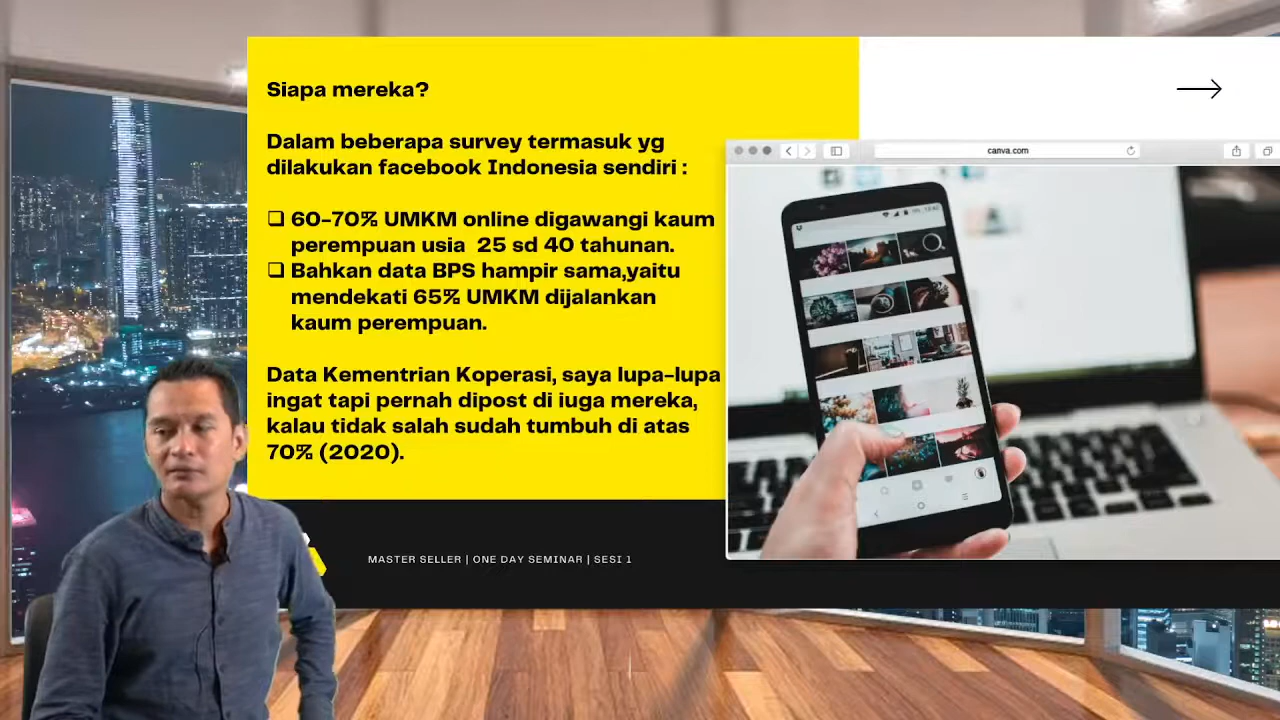 Siapa mereka?
Dalam beberapa survey termasuk yg
dilakukan facebook Indonesia sendiri :
❑ 60-70% UMKM online digawangi kaum
perempuan usia 25 sd 40 tahunan.
❑ Bahkan data BPS hampir sama,yaitu
mendekati 65% UMKM dijalankan
kaum perempuan.
Data Kementrian Koperasi, saya lupa-lupa
ingat tapi pernah dipost di iuga mereka,
kalau tidak salah sudah tumbuh di atas
70% (2020).
canva.com
MASTER SELLER | ONE DAY SEMINAR | SESI 1